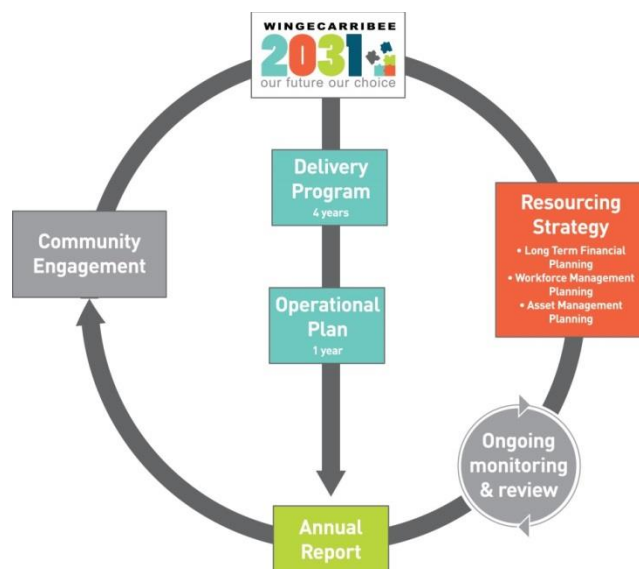 WINGECARRIBEE
2031
our future our choice
Delivery
Program
4 years
Resourcing
Strategy
• Long Term Financial
Planning
• Workforce Management
Planning
• Asset Management
Planning
Community
Engagement
Operational
Plan
1 year
Ongoing
monitoring
& review
Annual
Report